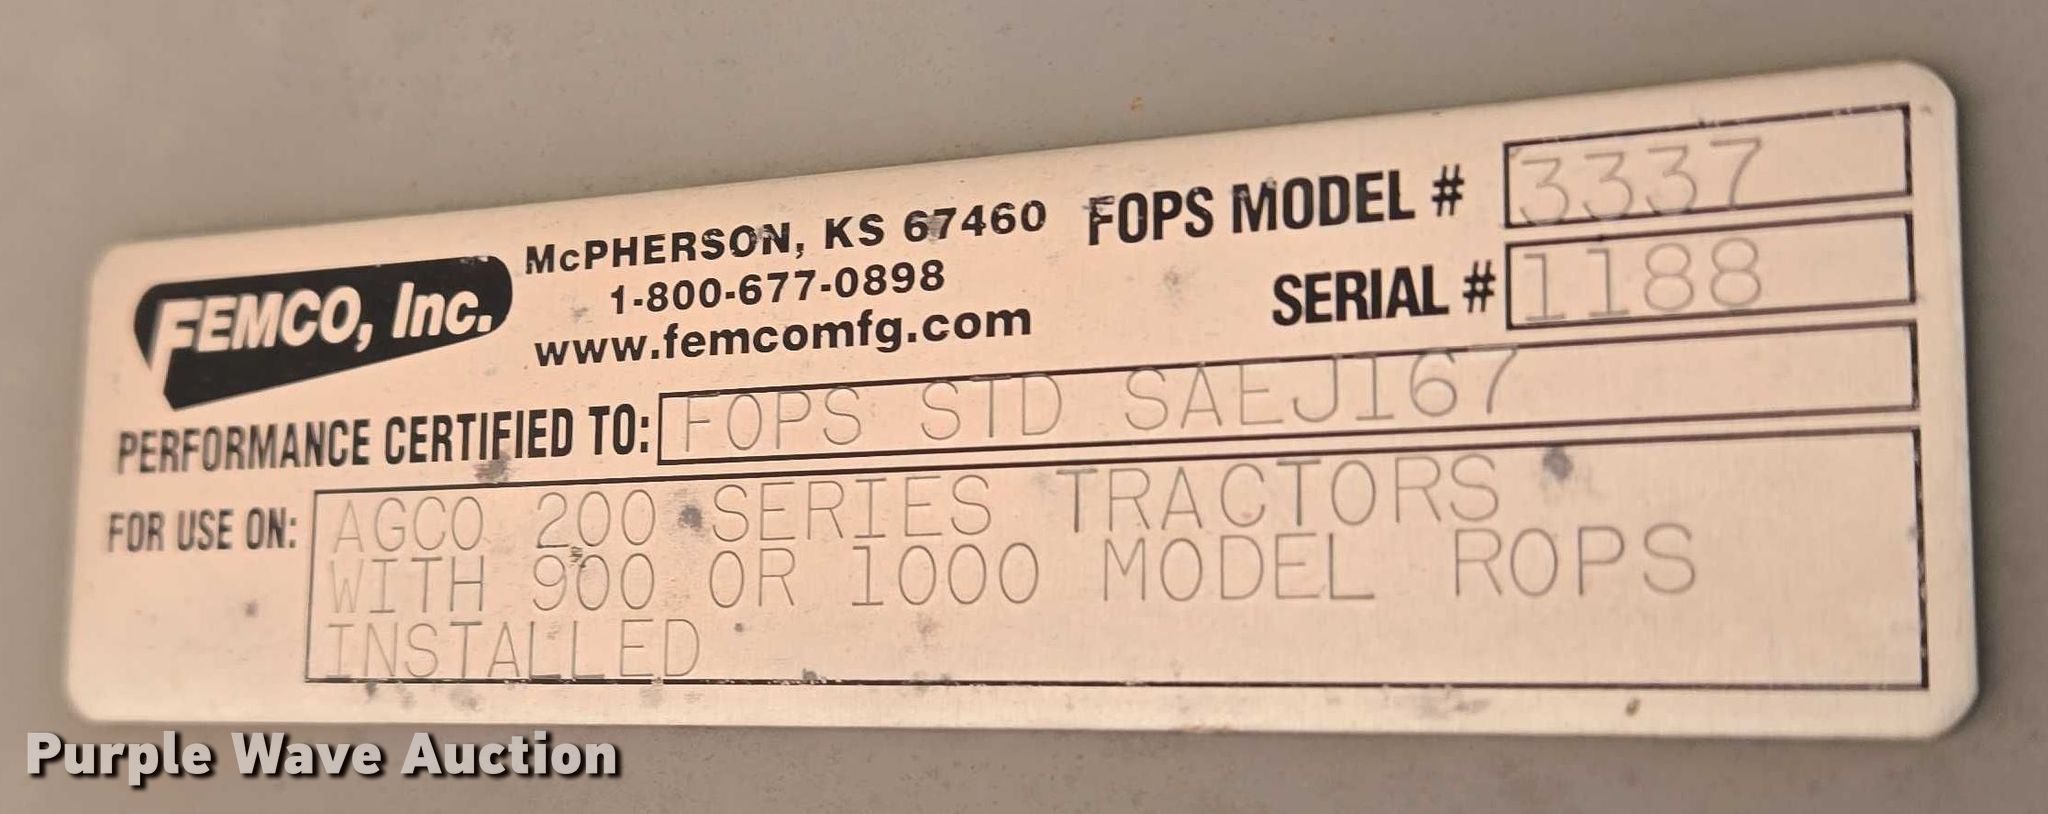 FEMCO, Inc.
McPHERSON, KS 67460
1-800-677-0898
www.femcomfg.com
FOPS MODEL # 3337
SERIAL # 1188
PERFORMANCE CERTIFIED TO: FOPS STD SAEJ167
FOR USE ON: AGCO 200 SERIES TRACTORS
WITH 900 OR 1000 MODEL ROPS
INSTALLED
Purple Wave Auction